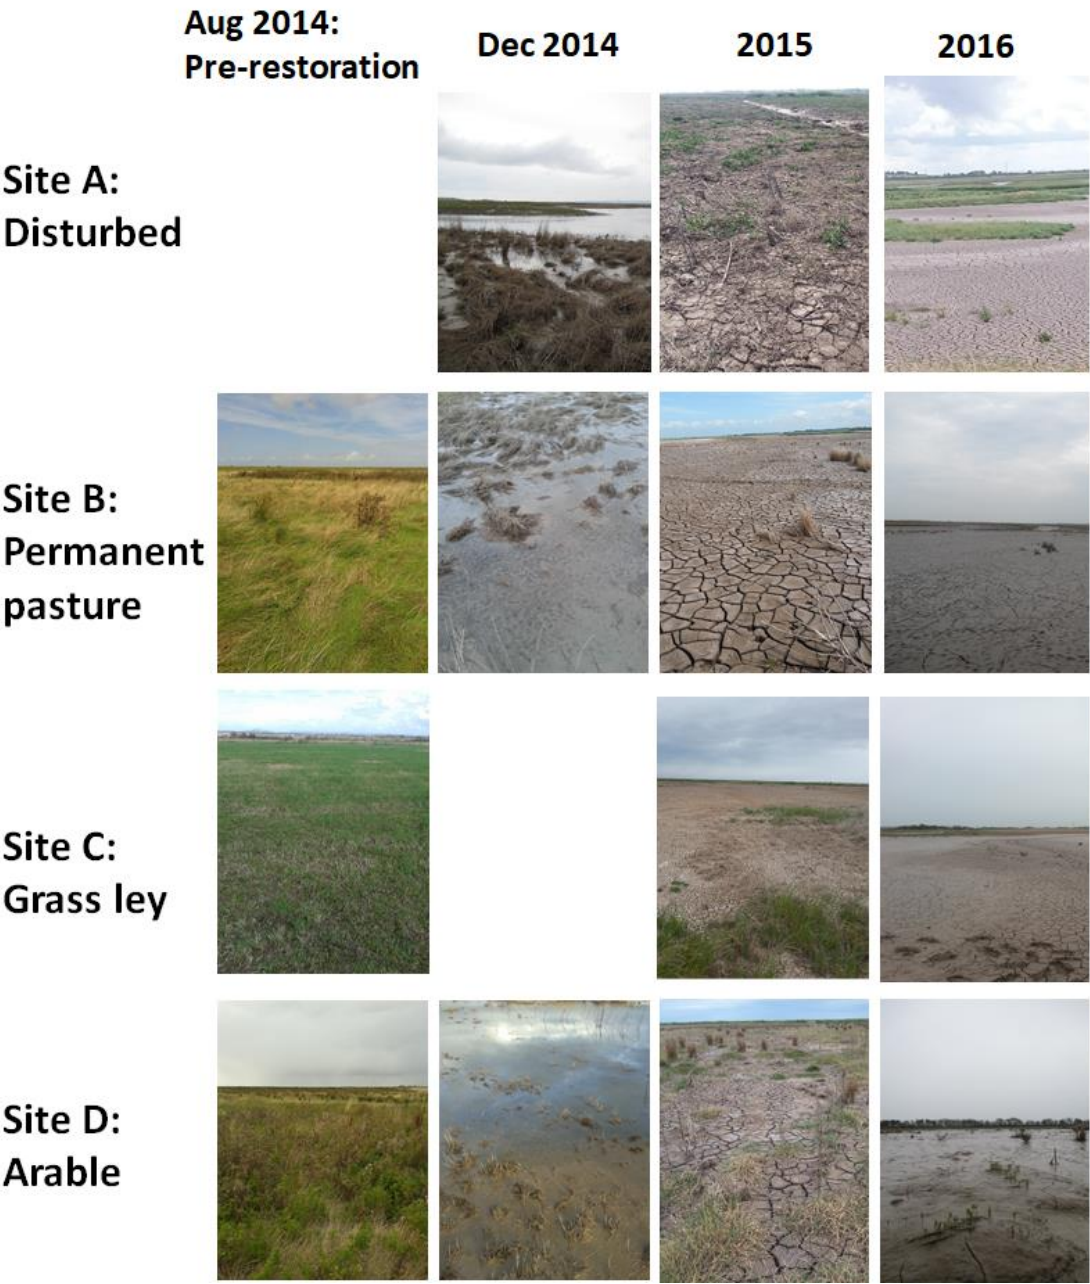 Aug 2014:
Pre-restoration
Dec 2014
2015
2016
Site A:
Disturbed
Site B:
Permanent
pasture
Site C:
Grass ley
Site D:
Arable